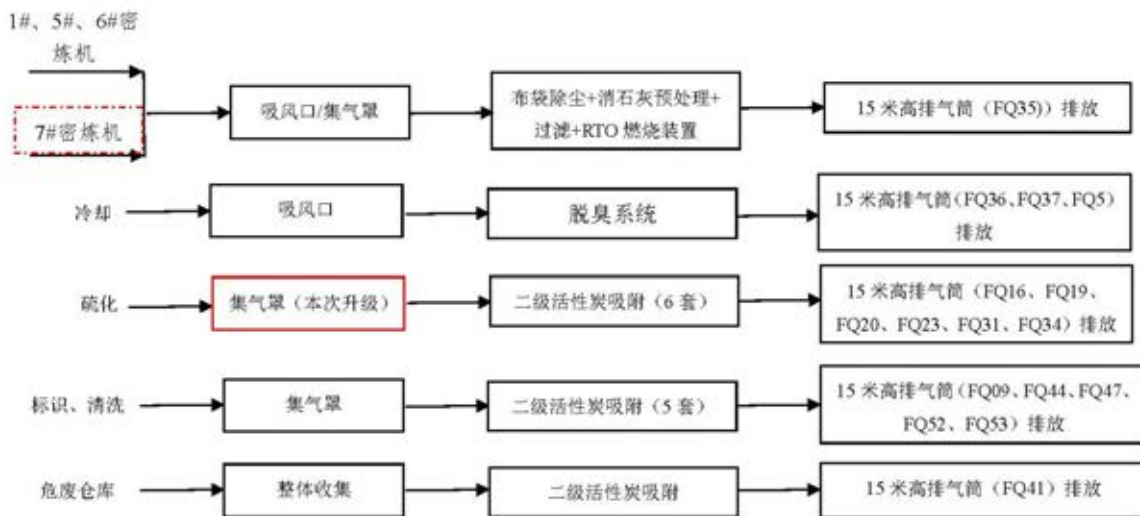 1#、5#、6#密
炼机
7#密炼机
吸风口/集气罩
布袋除尘+消石灰预处理+
过滤+RTO 燃烧装置
15 米高排气筒（FQ35)）排放
冷却
吸风口
脱臭系统
15 米高排气筒(FQ36、FQ37、FQ5)
排放
硫化
集气罩（本次升级）
二级活性炭吸附（6 套）
15 米高排气筒（FQ16、FQ19、
FQ20、FQ23、FQ31、FQ34）排放
标识、清洗
集气罩
二级活性炭吸附（5 套）
15 米高排气筒(FQ09、FQ44、FQ47、
FQ52、FQ53）排放
危废仓库
整体收集
二级活性炭吸附
15 米高排气筒（FQ41）排放